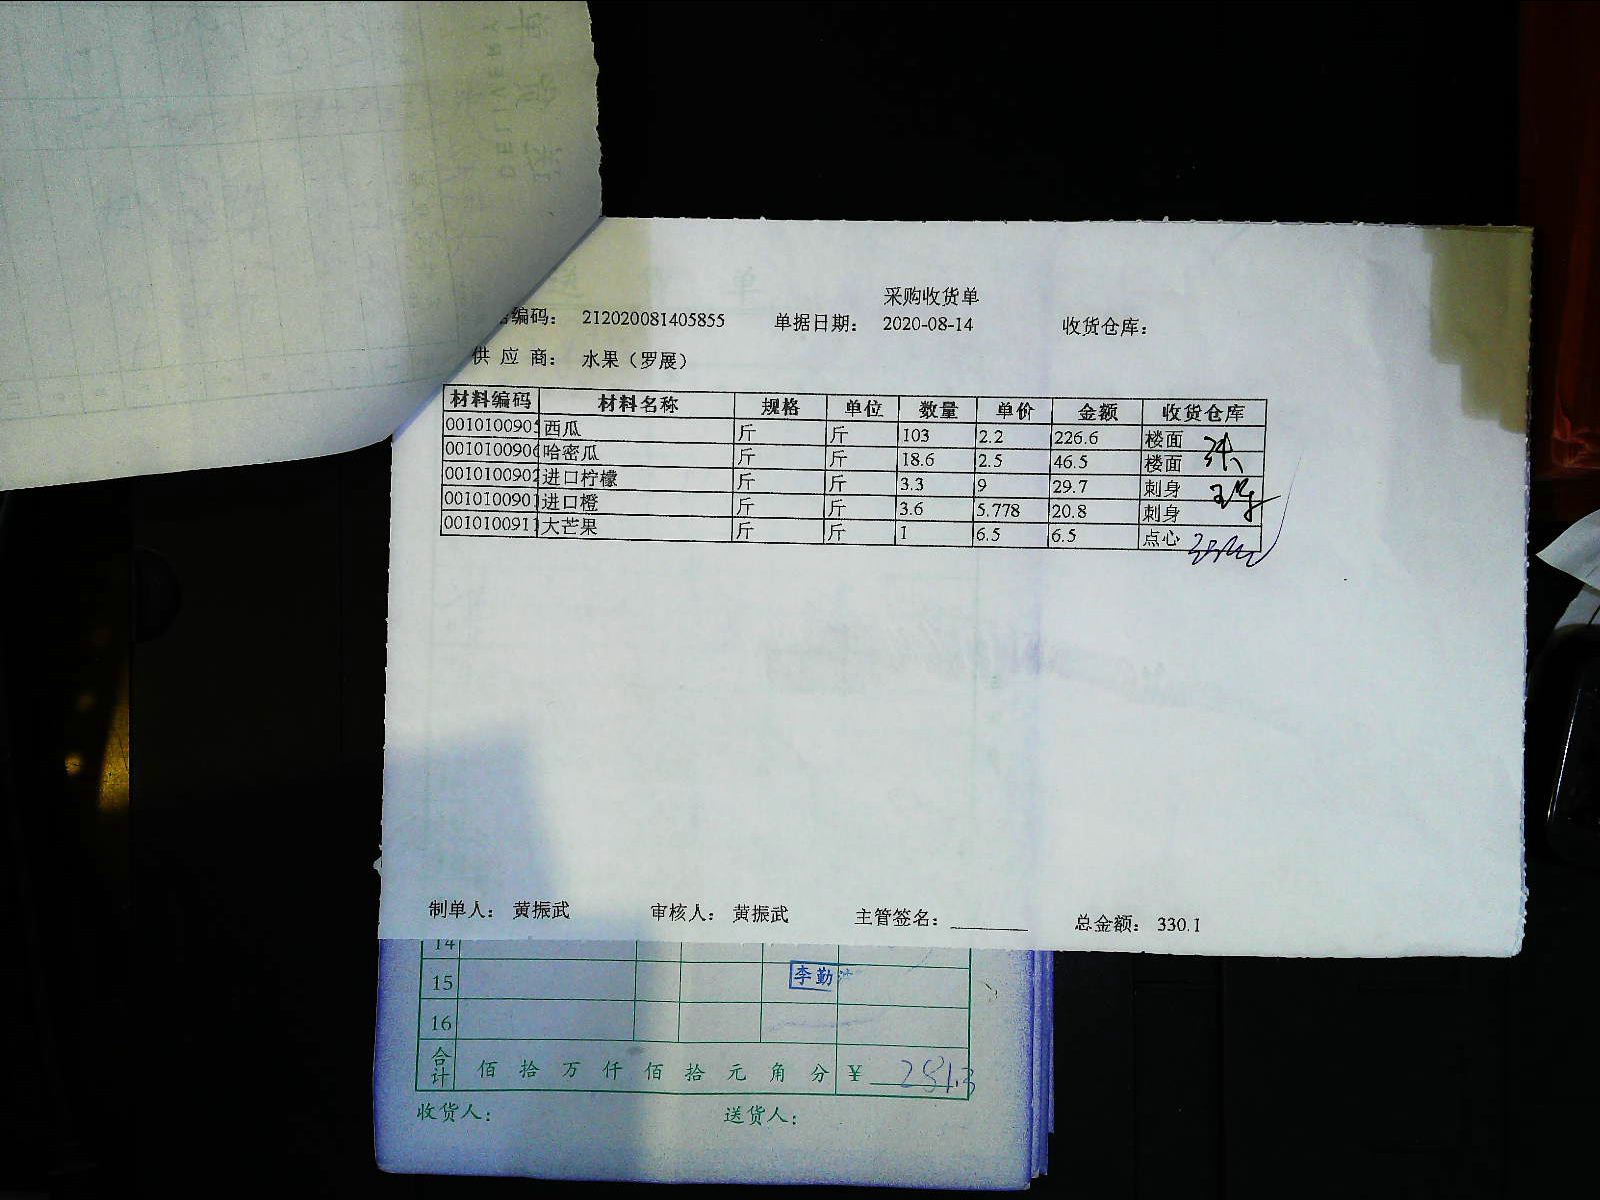 采购收货单
编码： 212020081405855 单据日期： 2020-08-14 收货仓库：
供 应 商： 水果（罗展）
材料编码 材料名称 规格 单位 数量 单价 金额 收货仓库
0010100905 西瓜 斤 斤 103 2.2 226.6 楼面
0010100906 哈密瓜 斤 斤 18.6 2.5 46.5 楼面
0010100902 进口柠檬 斤 斤 3.3 9 29.7 刺身
0010100901 进口橙 斤 斤 3.6 5.778 20.8 刺身
0010100911 大芒果 斤 斤 1 6.5 6.5 点心
制单人： 黄振武 审核人： 黄振武 主管签名： 总金额： 330.1
14
15 李勤
16
合计 佰 拾 万 仟 佰 拾 元 角 分 ￥ 281.3
收货人： 送货人：